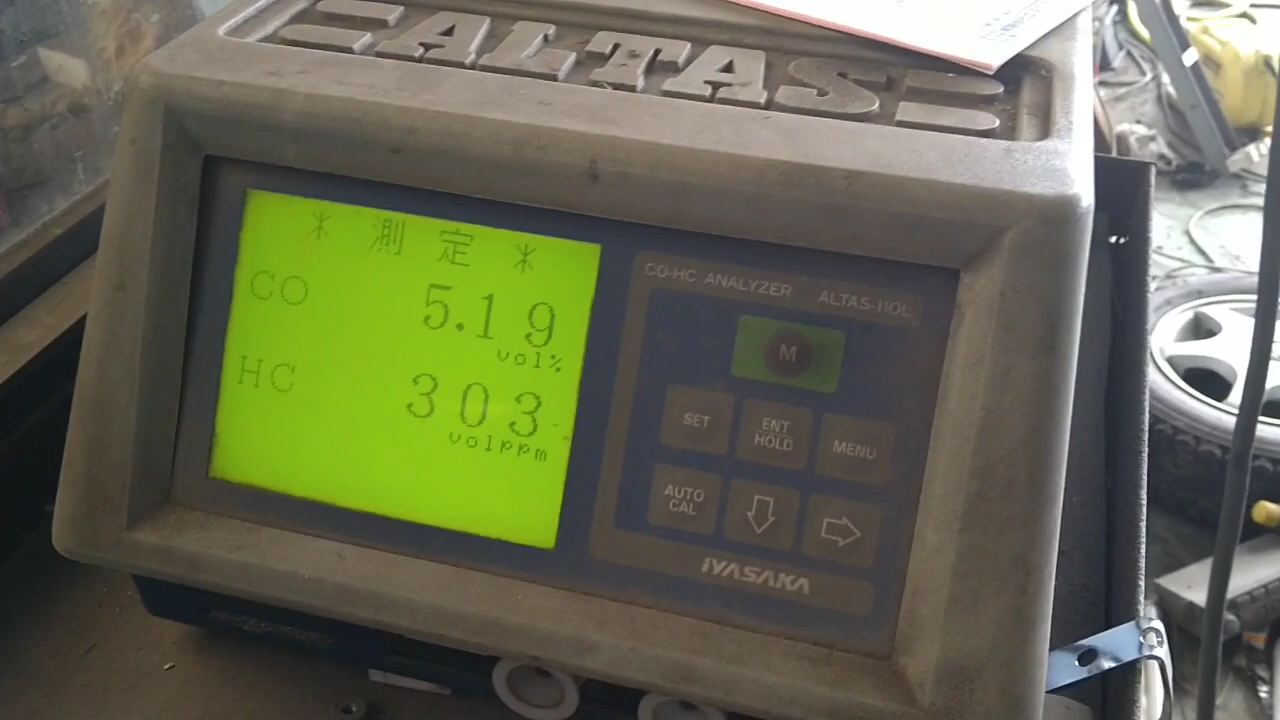 ALTAS
* 測定 *
CO 5.19
vol%
HC 303
volppm
CO-HC ANALYZER ALTAS-110L
M
SET
ENT
HOLD
MENU
AUTO
CAL
IYASAKA